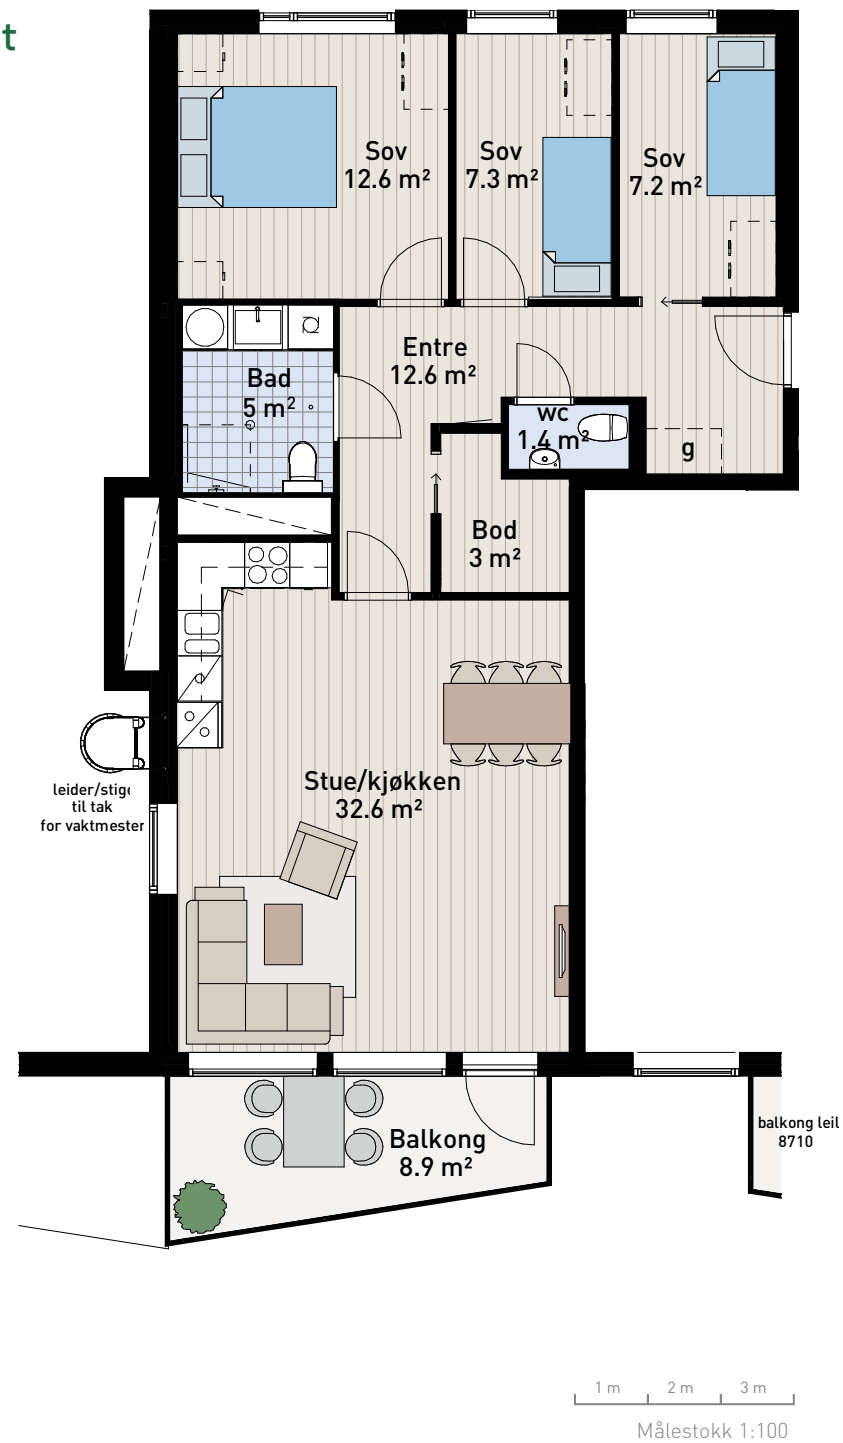 t
Sov
12.6 m²
Sov
7.3 m²
Sov
7.2 m²
Entre
12.6 m²
Bad
5 m²
wc
1.4 m²
g
Bod
3 m²
Stue/kjøkken
32.6 m²
leider/stige
til tak
for vaktmester
Balkong
8.9 m²
balkong leil
8710
1 m 2 m 3 m
Målestokk 1:100